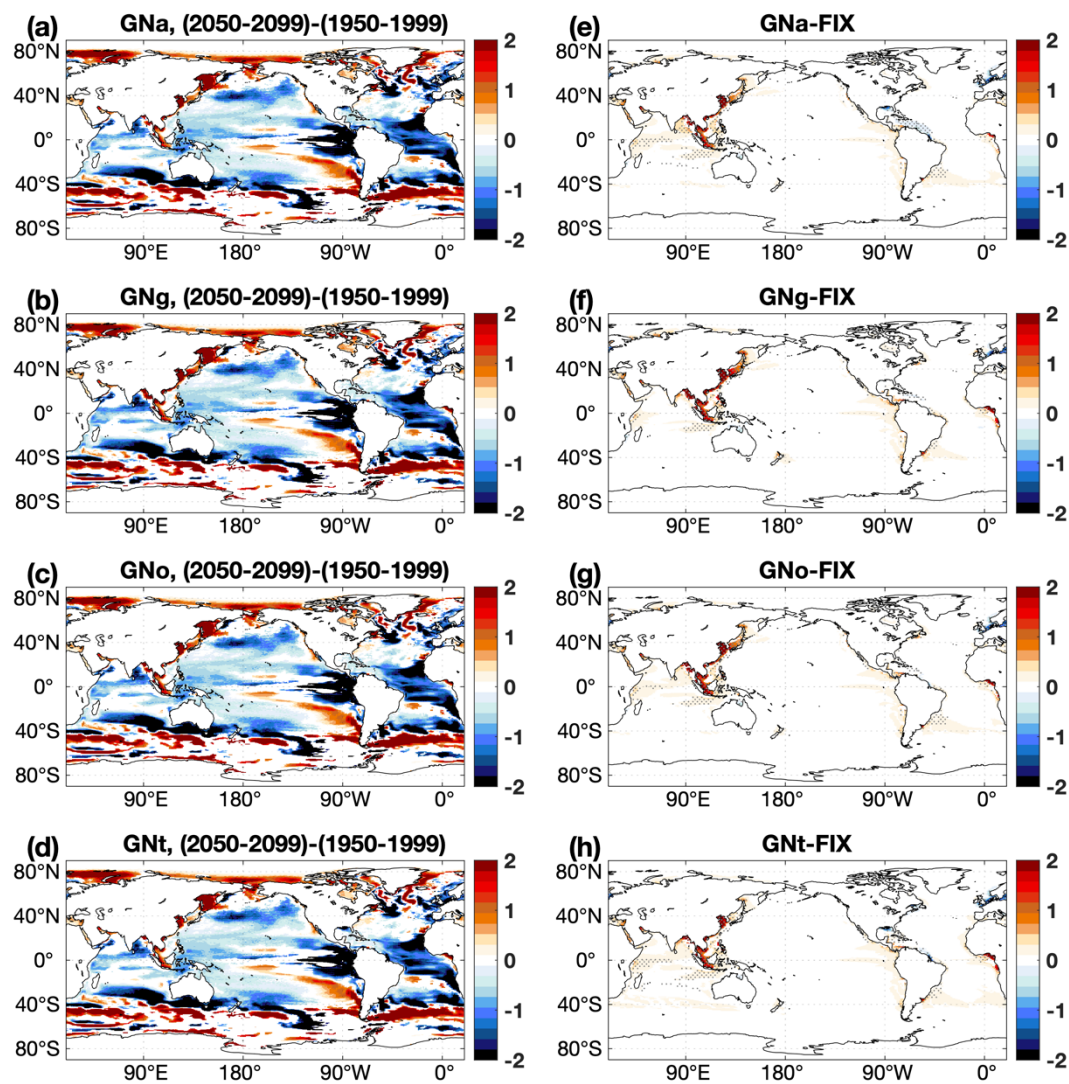 (a) GNa, (2050-2099)-(1950-1999)
80°N
40°N
0°
40°S
80°S
90°E 180° 90°W 0°
2
1
0
-1
-2
(e) GNa-FIX
80°N
40°N
0°
40°S
80°S
90°E 180° 90°W 0°
2
1
0
-1
-2
(b) GNg, (2050-2099)-(1950-1999)
80°N
40°N
0°
40°S
80°S
90°E 180° 90°W 0°
2
1
0
-1
-2
(f) GNg-FIX
80°N
40°N
0°
40°S
80°S
90°E 180° 90°W 0°
2
1
0
-1
-2
(c) GNo, (2050-2099)-(1950-1999)
80°N
40°N
0°
40°S
80°S
90°E 180° 90°W 0°
2
1
0
-1
-2
(g) GNo-FIX
80°N
40°N
0°
40°S
80°S
90°E 180° 90°W 0°
2
1
0
-1
-2
(d) GNt, (2050-2099)-(1950-1999)
80°N
40°N
0°
40°S
80°S
90°E 180° 90°W 0°
2
1
0
-1
-2
(h) GNt-FIX
80°N
40°N
0°
40°S
80°S
90°E 180° 90°W 0°
2
1
0
-1
-2